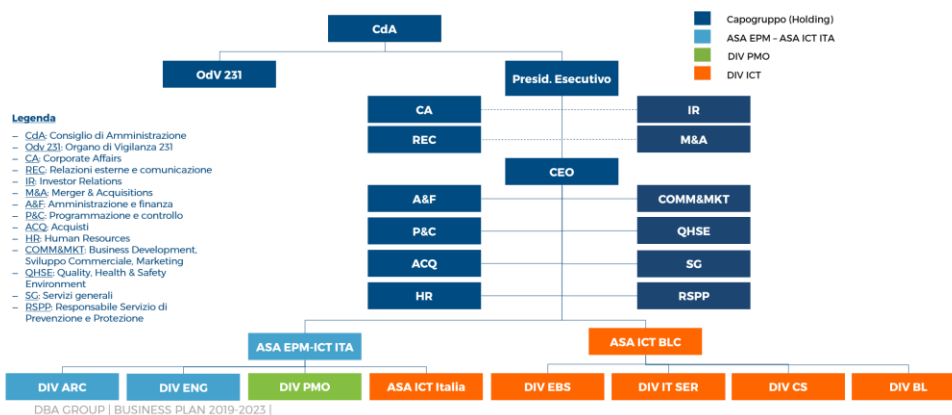 CdA
Capogruppo (Holding)
ASA EPM – ASA ICT ITA
DIV PMO
DIV ICT
OdV 231
Presid. Esecutivo
CA
IR
REC
M&A
CEO
A&F
COMM&MKT
P&C
QHSE
ACQ
SG
HR
RSPP
Legenda
– CdA: Consiglio di Amministrazione
– Odv 231: Organo di Vigilanza 231
– CA: Corporate Affairs
– REC: Relazioni esterne e comunicazione
– IR: Investor Relations
– M&A: Merger & Acquisitions
– A&F: Amministrazione e finanza
– P&C: Programmazione e controllo
– ACQ: Acquisti
– HR: Human Resources
– COMM&MKT: Business Development,
Sviluppo Commerciale, Marketing
– QHSE: Quality, Health & Safety
Environment
– SG: Servizi generali
– RSPP: Responsabile Servizio di
Prevenzione e Protezione
ASA EPM-ICT ITA
ASA ICT BLC
DIV ARC
DIV ENG
DIV PMO
ASA ICT Italia
DIV EBS
DIV IT SER
DIV CS
DIV BL
DBA GROUP | BUSINESS PLAN 2019-2023 |